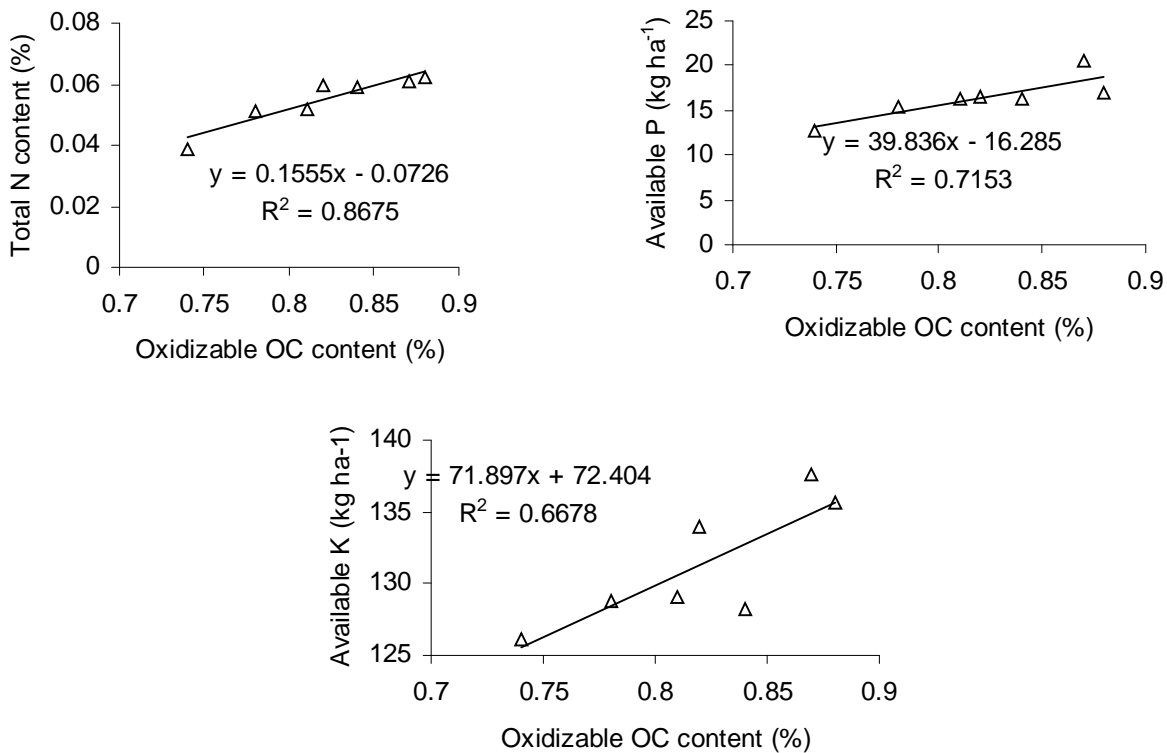 Total N content (%)
0.08
0.06
0.04
0.02
0
y = 0.1555x - 0.0726
R² = 0.8675
0.7 0.75 0.8 0.85 0.9
Oxidizable OC content (%)
Available P (kg ha⁻¹)
25
20
15
10
5
0
y = 39.836x - 16.285
R² = 0.7153
0.7 0.75 0.8 0.85 0.9
Oxidizable OC content (%)
Available K (kg ha-1)
140
135
130
125
y = 71.897x + 72.404
R² = 0.6678
0.7 0.75 0.8 0.85 0.9
Oxidizable OC content (%)